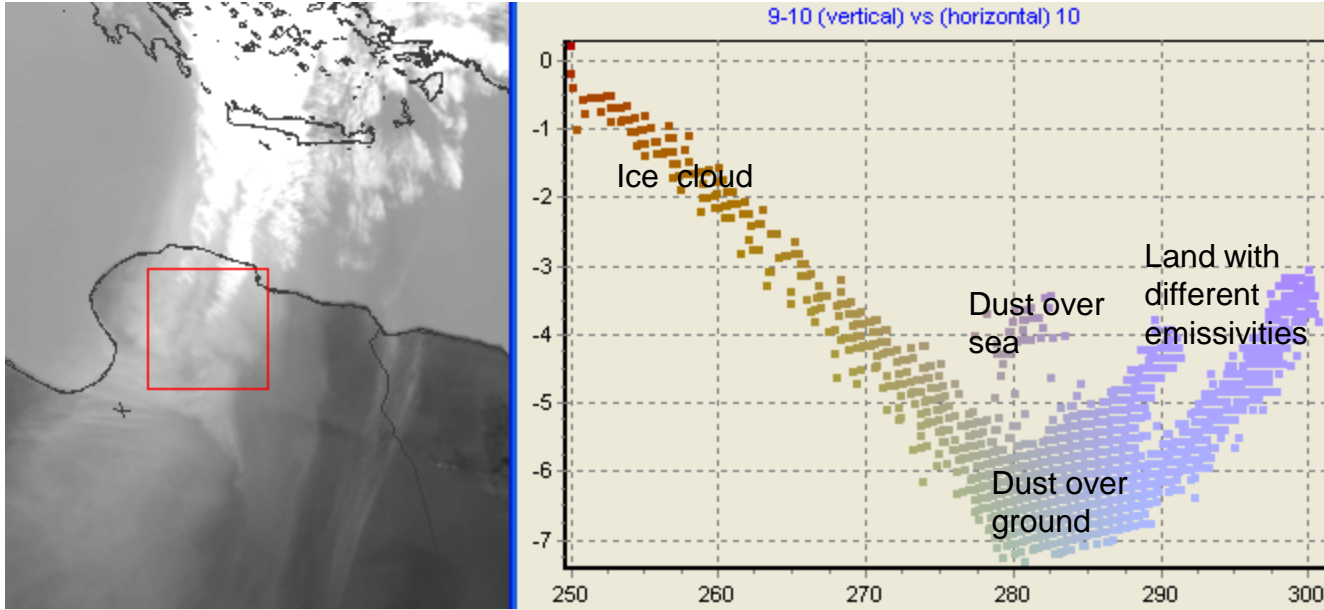 9-10 (vertical) vs (horizontal) 10
0
-1
Ice cloud
-2
-3
Land with
different
emissivities
Dust over
sea
-4
-5
-6
Dust over
ground
-7
250
260
270
280
290
300